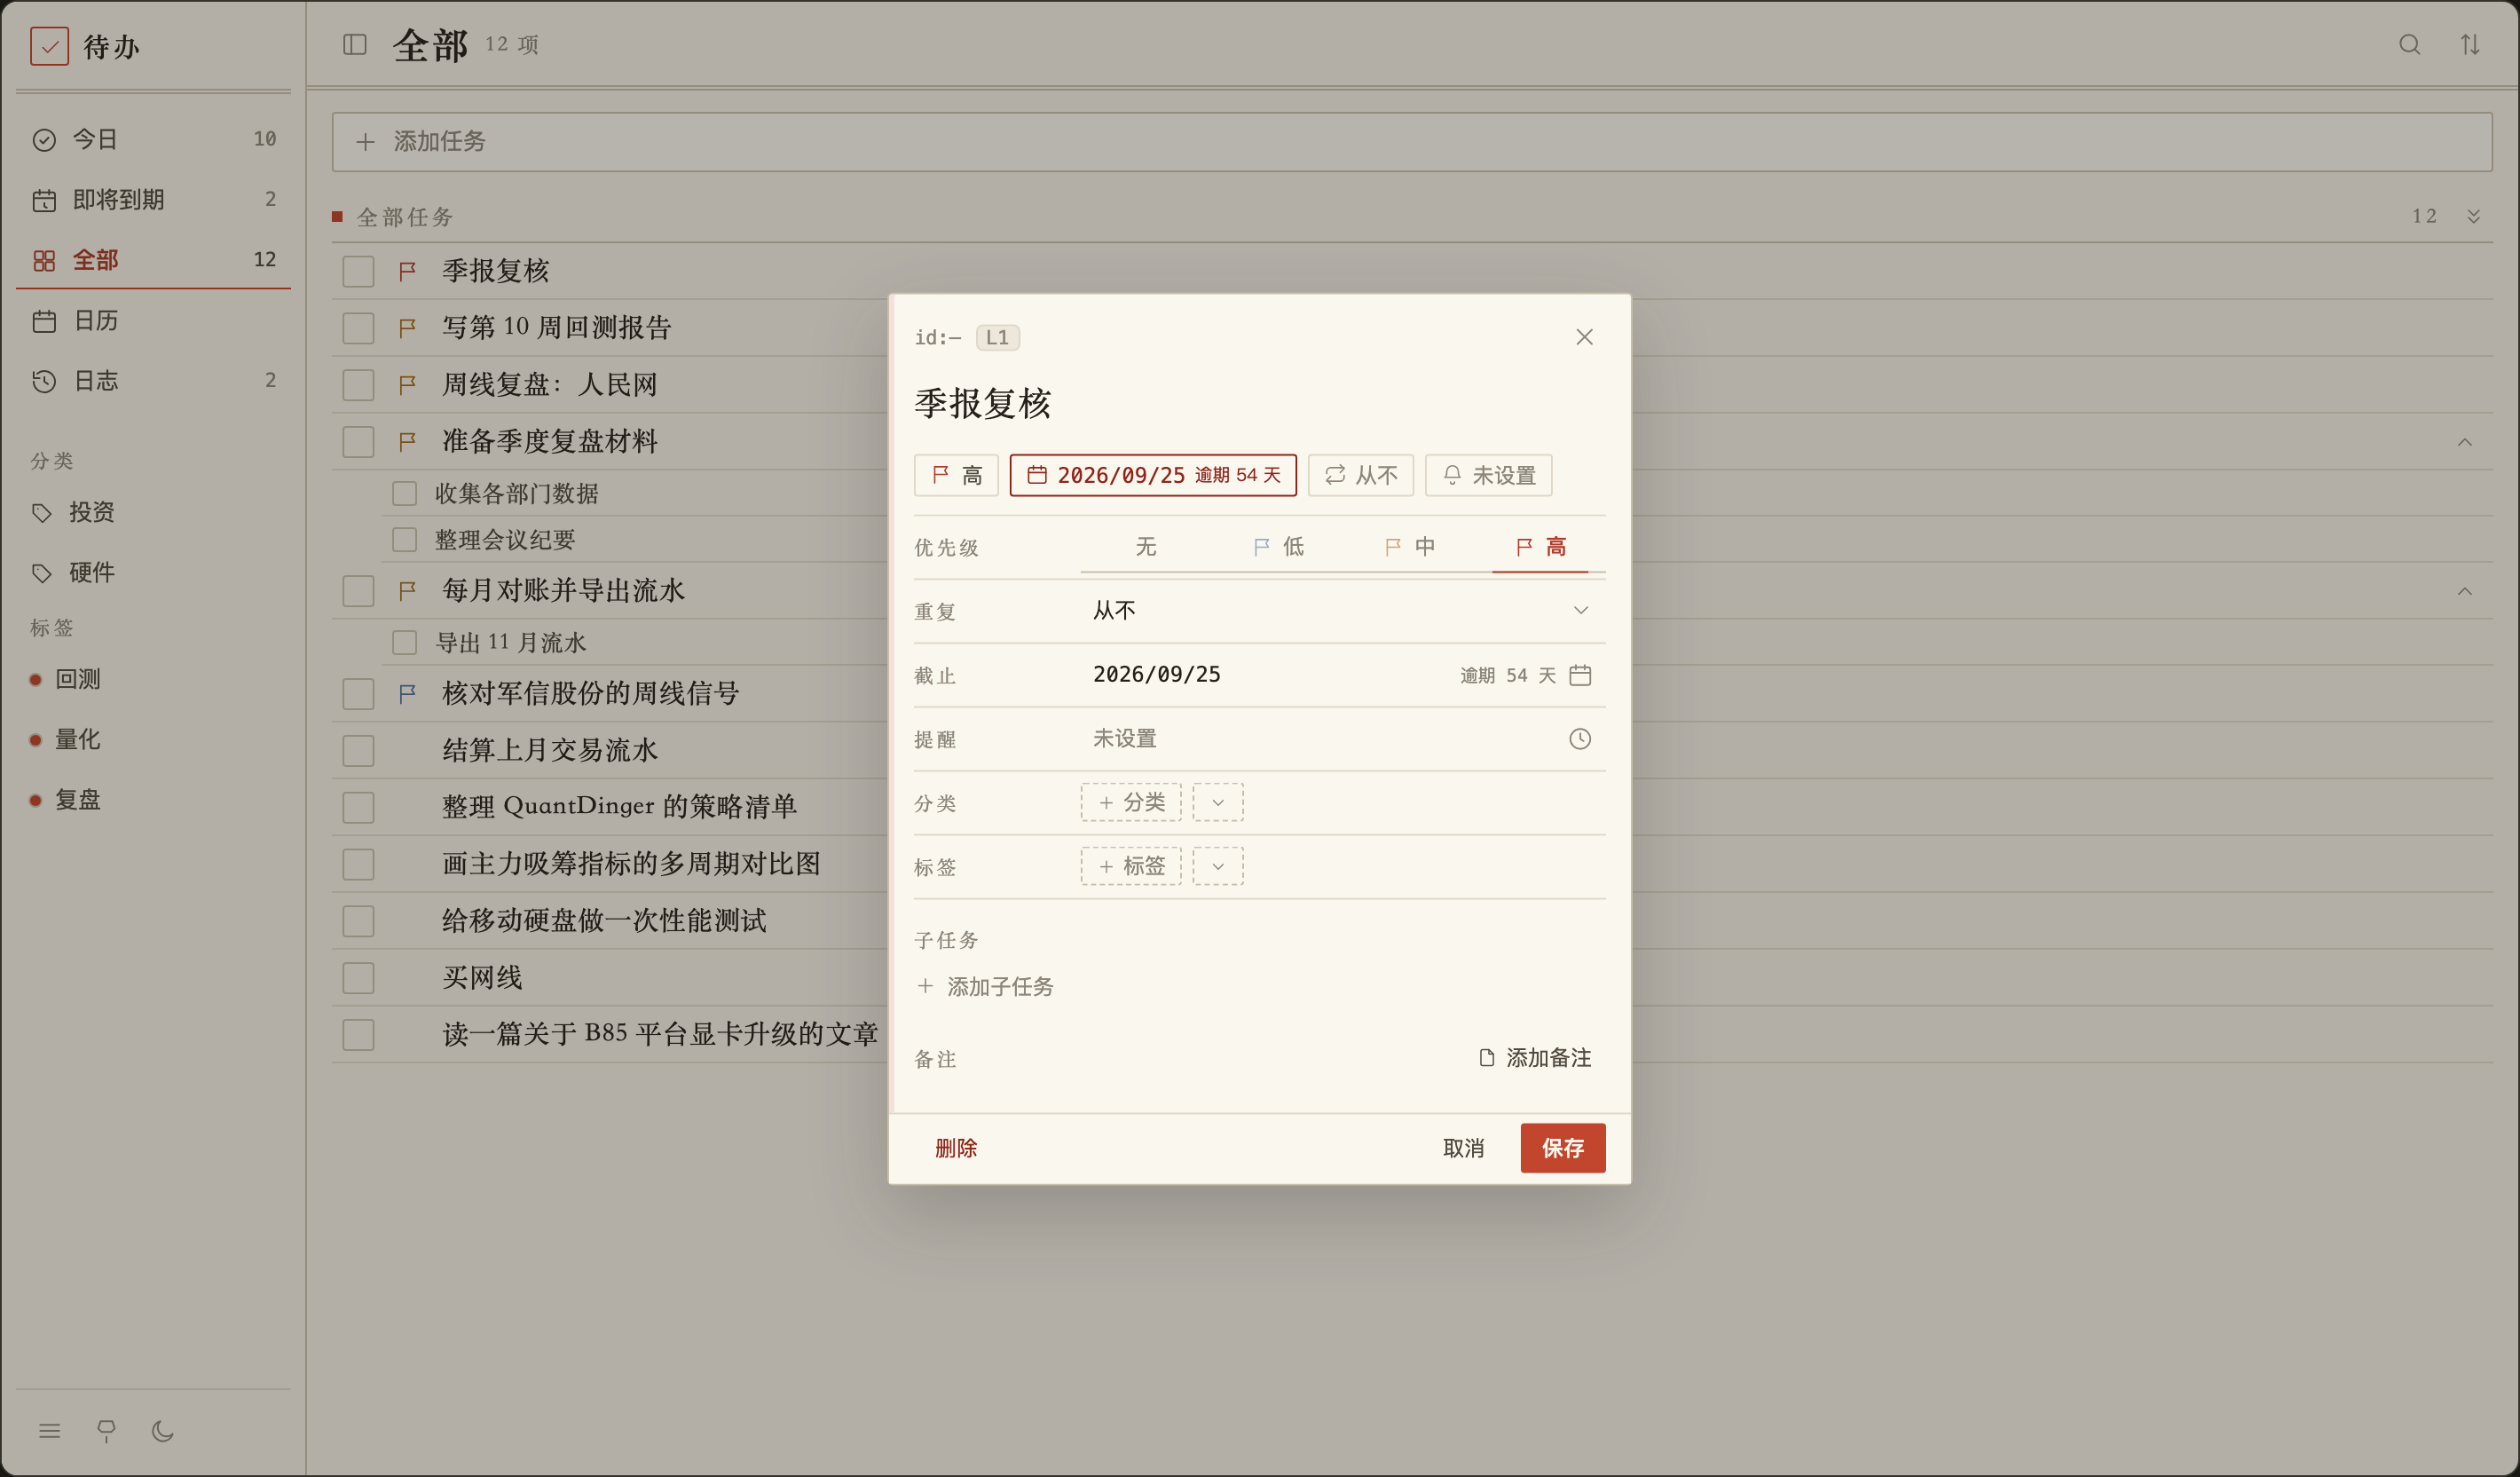 待办
今日 10
即将到期 2
全部 12
日历
日志 2
分类
投资
硬件
标签
回测
量化
复盘
全部 12 项
添加任务
全部任务 12
季报复核
写第 10 周回测报告
周线复盘：人民网
准备季度复盘材料
收集各部门数据
整理会议纪要
每月对账并导出流水
导出 11 月流水
核对军信股份的周线信号
结算上月交易流水
整理 QuantDinger 的策略清单
画主力吸筹指标的多周期对比图
给移动硬盘做一次性能测试
买网线
读一篇关于 B85 平台显卡升级的文章
id:— L1
季报复核
高 2026/09/25 逾期 54 天 从不 未设置
优先级 无 低 中 高
重复 从不
截止 2026/09/25 逾期 54 天
提醒 未设置
分类 + 分类
标签 + 标签
子任务
+ 添加子任务
备注 添加备注
删除 取消 保存